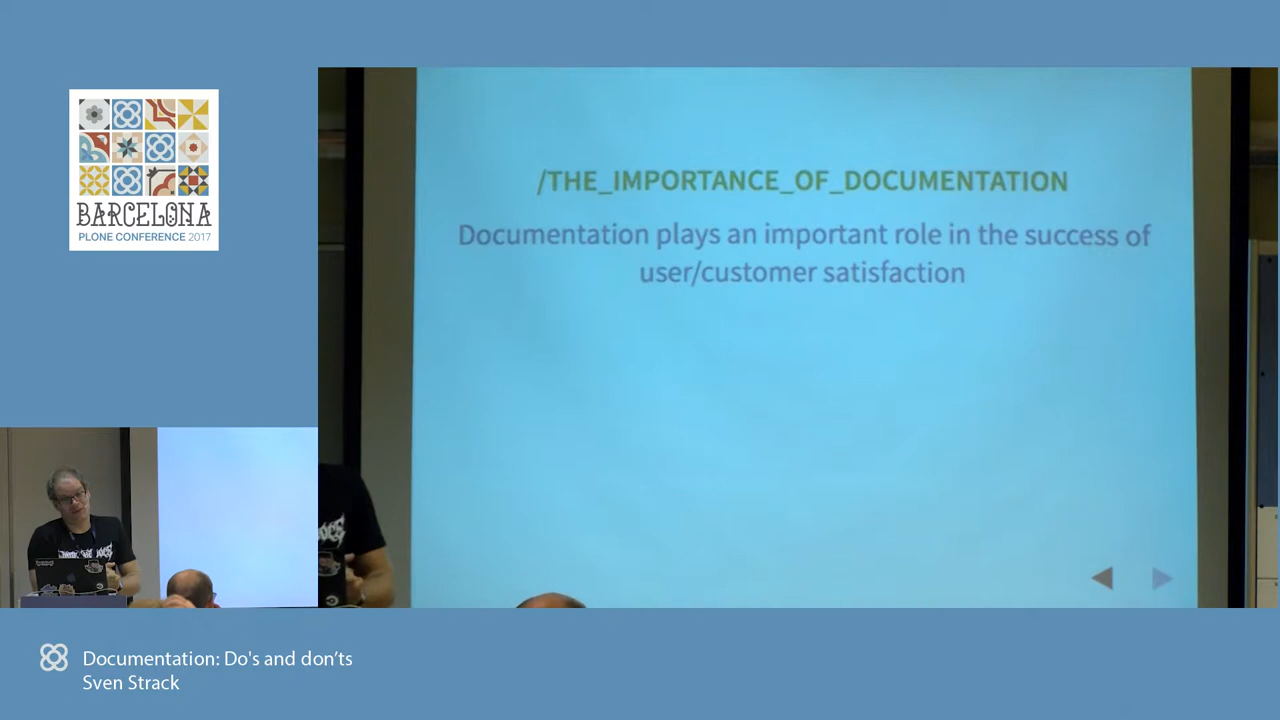 BARCELONA
PLONE CONFERENCE 2017
/THE_IMPORTANCE_OF_DOCUMENTATION
Documentation plays an important role in the success of
user/customer satisfaction
Documentation: Do's and don’ts
Sven Strack